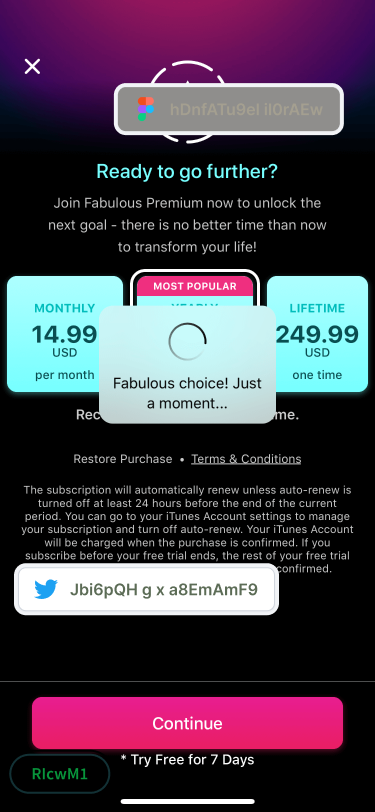 hDnfATu9eI iI0rAEw
Ready to go further?
Join Fabulous Premium now to unlock the
next goal - there is no better time than now
to transform your life!
MOST POPULAR
MONTHLY
YEARLY
LIFETIME
14.99
249.99
USD
USD
per month
one time
Fabulous choice! Just
a moment...
Rec me.
Restore Purchase • Terms & Conditions
The subscription will automatically renew unless auto-renew is
turned off at least 24 hours before the end of the current
period. You can go to your iTunes Account settings to manage
your subscription and turn off auto-renew. Your iTunes Account
will be charged when the purchase is confirmed. If you
subscribe before your free trial ends, the rest of your free trial
confirmed.
Jbi6pQH g x a8EmAmF9
Continue
* Try Free for 7 Days
RIcwM1